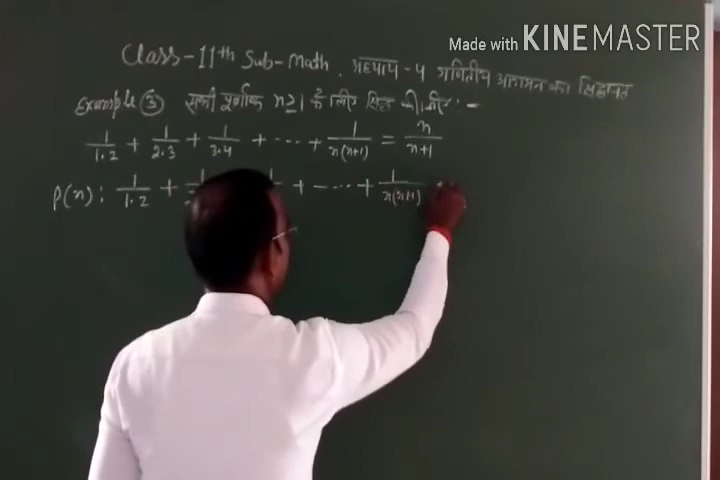 Made with KINEMASTER
Class-11th Sub-Math. अध्याय-4 गणितीय आगमन का सिद्धान्त
Example ③ सभी पूर्णांक n ≥ 1 के लिए सिद्ध कीजिए :-
1/1.2 + 1/2.3 + 1/3.4 + ... + 1/n(n+1) = n/n+1
P(n): 1/1.2 + + ... + 1/n(n+1)